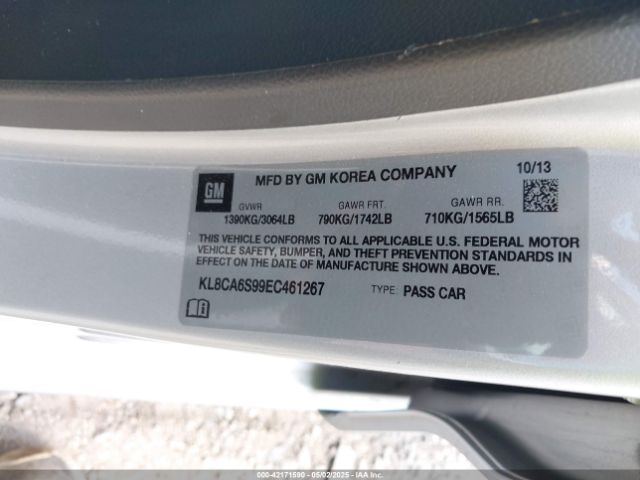 MFD BY GM KOREA COMPANY 10/13
GM
GVWR GAWR FRT. GAWR RR.
1390KG/3064LB 790KG/1742LB 710KG/1565LB
THIS VEHICLE CONFORMS TO ALL APPLICABLE U.S. FEDERAL MOTOR
VEHICLE SAFETY, BUMPER, AND THEFT PREVENTION STANDARDS IN
EFFECT ON THE DATE OF MANUFACTURE SHOWN ABOVE.
KL8CA6S99EC461267 TYPE: PASS CAR
000-42171590 - 05/02/2025 - IAAI.COM